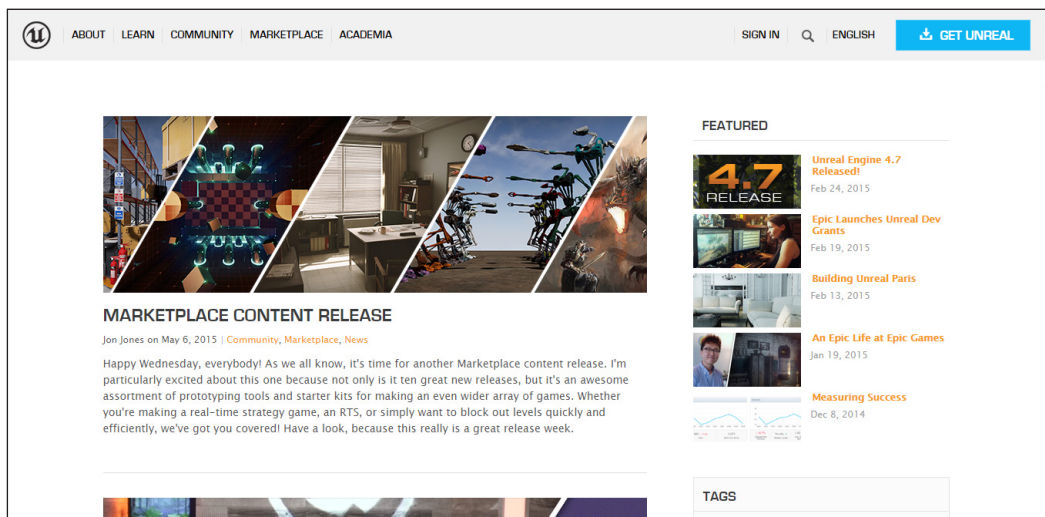 ABOUT LEARN COMMUNITY MARKETPLACE ACADEMIA SIGN IN ENGLISH GET UNREAL
MARKETPLACE CONTENT RELEASE
Jon Jones on May 6, 2015 | Community, Marketplace, News
Happy Wednesday, everybody! As we all know, it's time for another Marketplace content release. I'm
particularly excited about this one because not only is it ten great new releases, but it's an awesome
assortment of prototyping tools and starter kits for making an even wider array of games. Whether
you're making a real-time strategy game, an RTS, or simply want to block out levels quickly and
efficiently, we've got you covered! Have a look, because this really is a great release week.
FEATURED
4.7
RELEASE
Unreal Engine 4.7
Released!
Feb 24, 2015
Epic Launches Unreal Dev
Grants
Feb 19, 2015
Building Unreal Paris
Feb 13, 2015
An Epic Life at Epic Games
Jan 19, 2015
Measuring Success
Dec 8, 2014
TAGS